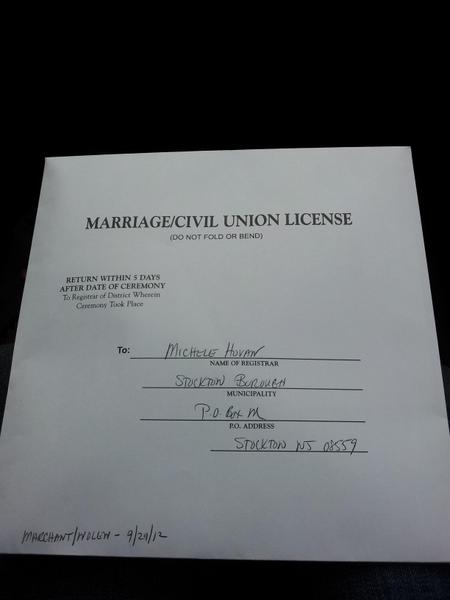 MARRIAGE/CIVIL UNION LICENSE
(DO NOT FOLD OR BEND)
RETURN WITHIN 5 DAYS
AFTER DATE OF CEREMONY
To Registrar of District Wherein
Ceremony Took Place
To: MICHELE HOVAN
NAME OF REGISTRAR
STOCKTON BOROUGH
MUNICIPALITY
P.O. BOX M
P.O. ADDRESS
STOCKTON NJ 08559
MARCHANT/WOLEN - 9/29/12